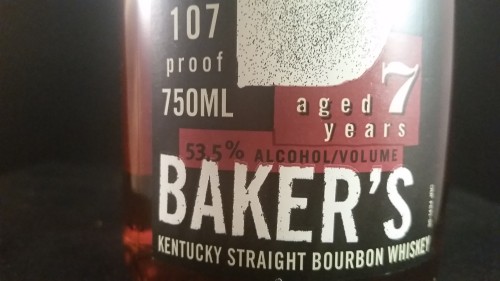 107
proof
750ML
aged 7
years
53.5% ALCOHOL/VOLUME
BAKER'S
KENTUCKY STRAIGHT BOURBON WHISKEY